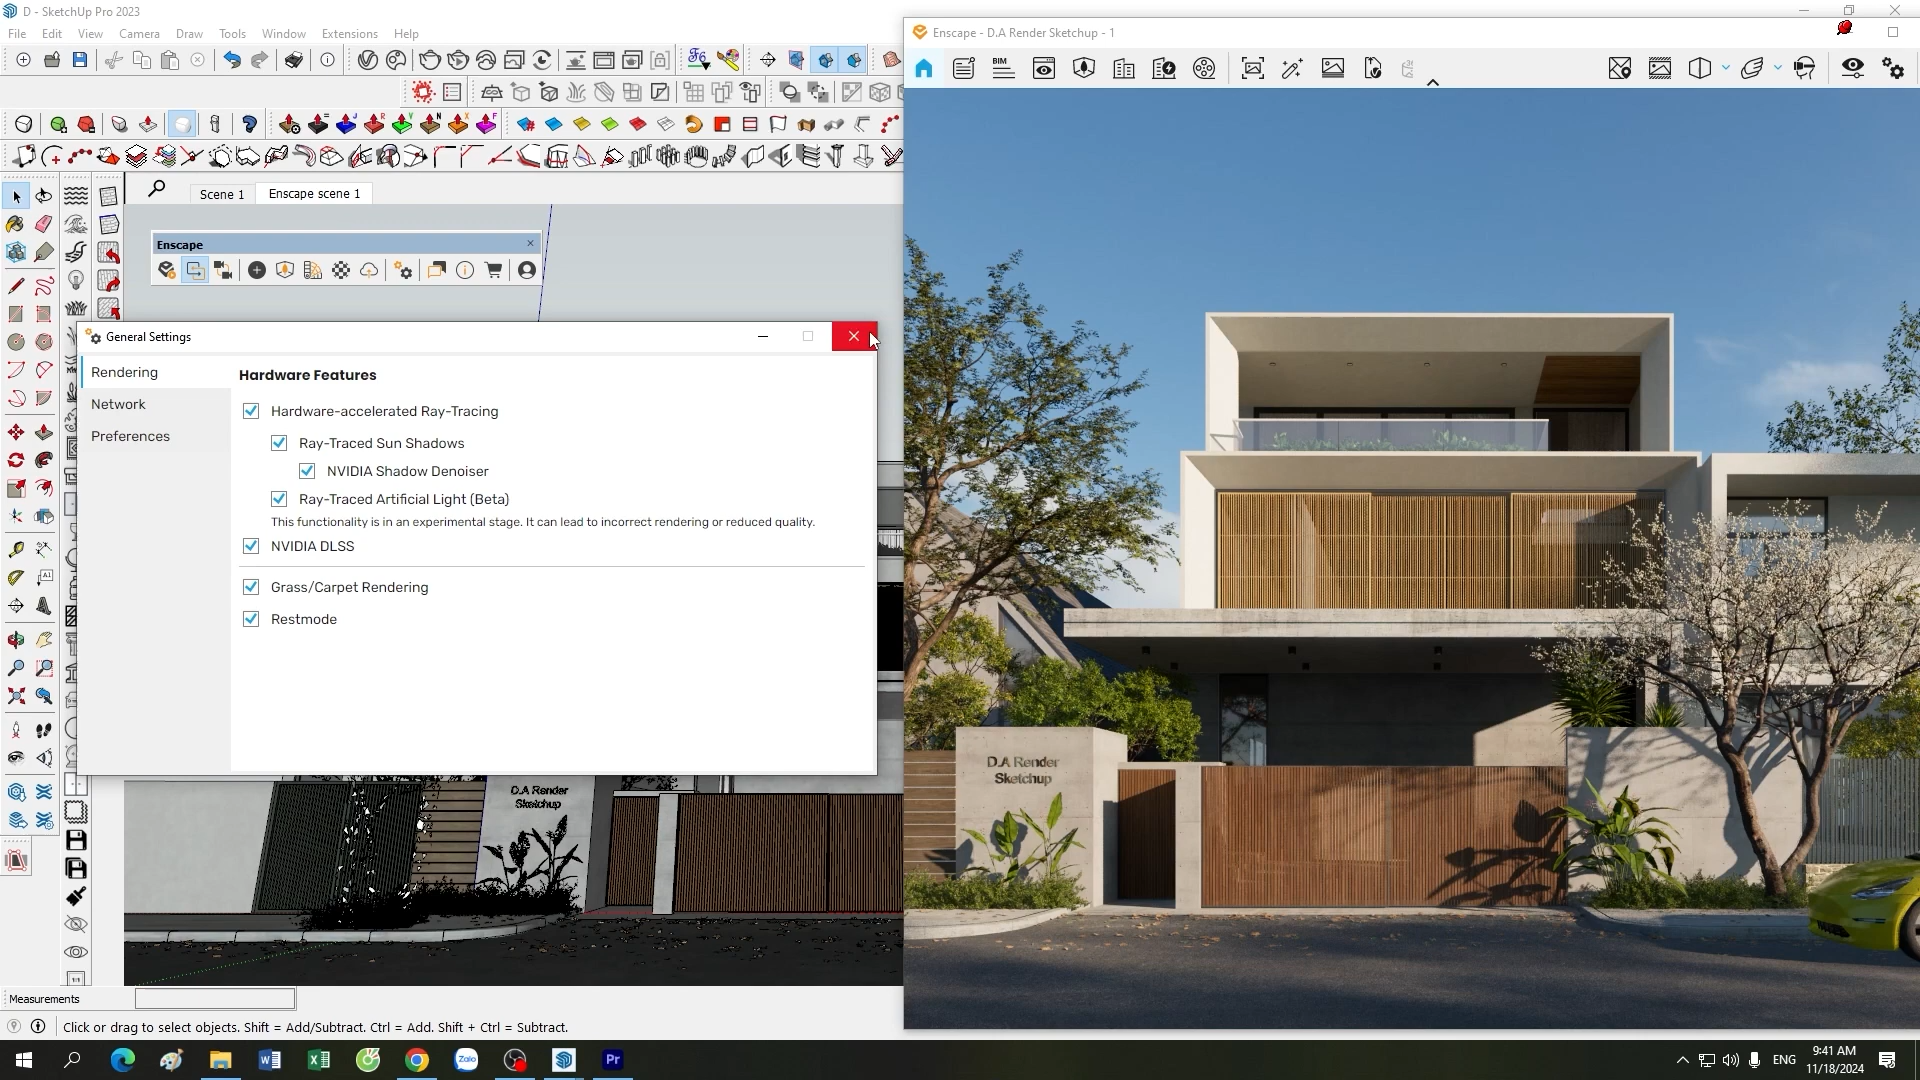 D - SketchUp Pro 2023
File Edit View Camera Draw Tools Window Extensions Help
Enscape - D.A Render Sketchup - 1
BIM
Scene 1
Enscape scene 1
Enscape
General Settings
Rendering
Network
Preferences
Hardware Features
Hardware-accelerated Ray-Tracing
Ray-Traced Sun Shadows
NVIDIA Shadow Denoiser
Ray-Traced Artificial Light (Beta)
This functionality is in an experimental stage. It can lead to incorrect rendering or reduced quality.
NVIDIA DLSS
Grass/Carpet Rendering
Restmode
D.A Render
Sketchup
D.A Render
Sketchup
Measurements
Click or drag to select objects. Shift = Add/Subtract. Ctrl = Add. Shift + Ctrl = Subtract.
Zalo
Pr
ENG
9:41 AM
11/18/2024